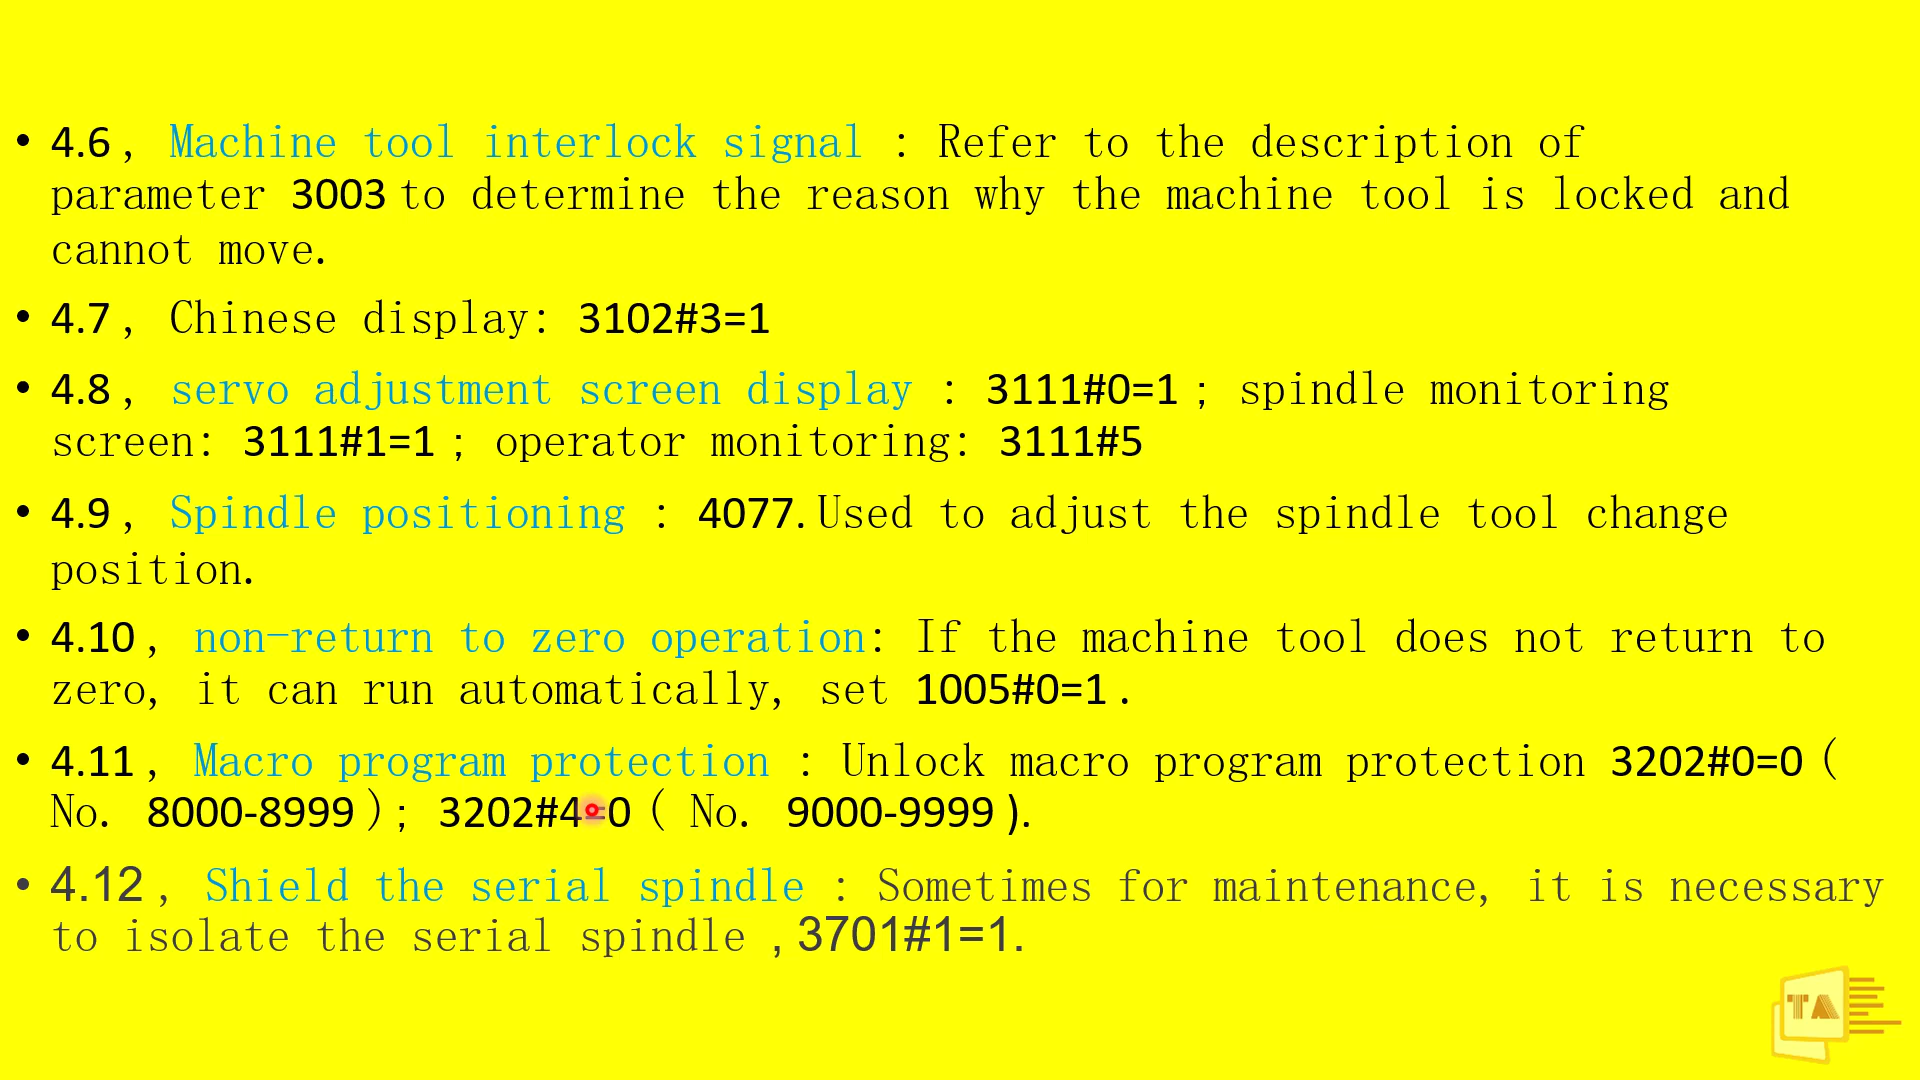 • 4.6 , Machine tool interlock signal : Refer to the description of
parameter 3003 to determine the reason why the machine tool is locked and
cannot move.
• 4.7 , Chinese display: 3102#3=1
• 4.8 , servo adjustment screen display : 3111#0=1 ; spindle monitoring
screen: 3111#1=1 ; operator monitoring: 3111#5
• 4.9 , Spindle positioning : 4077. Used to adjust the spindle tool change
position.
• 4.10 , non-return to zero operation: If the machine tool does not return to
zero, it can run automatically, set 1005#0=1 .
• 4.11 , Macro program protection : Unlock macro program protection 3202#0=0 (
No. 8000-8999 ) ; 3202#4=0 ( No. 9000-9999 ).
• 4.12 , Shield the serial spindle : Sometimes for maintenance, it is necessary
to isolate the serial spindle , 3701#1=1.
TA